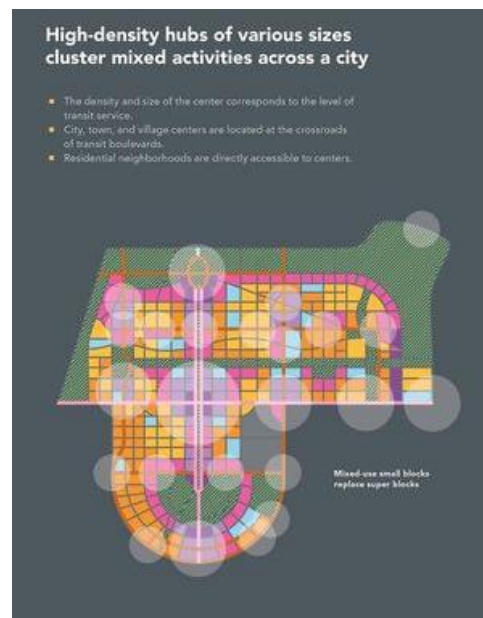 High-density hubs of various sizes
cluster mixed activities across a city
The density and size of the center corresponds to the level of
transit service.
City, town, and village centers are located at the crossroads
of transit boulevards.
Residential neighborhoods are directly accessible to centers.
Mixed-use small blocks
replace super blocks